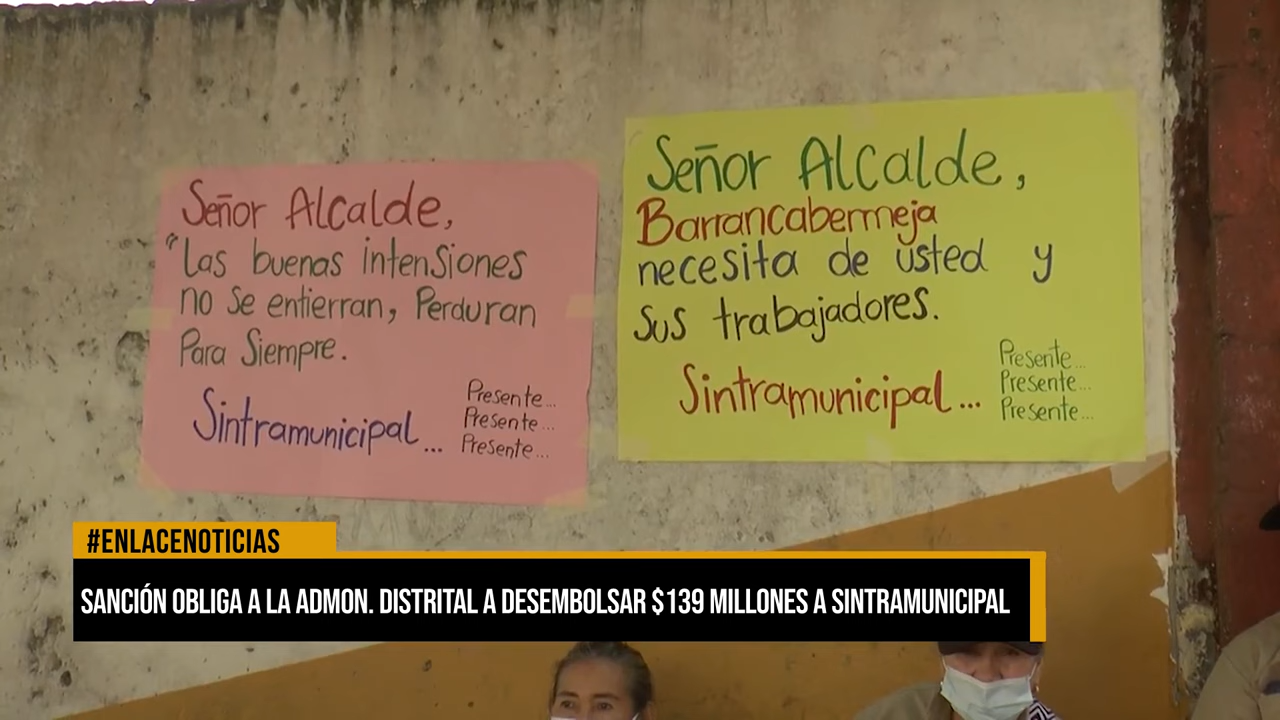 Señor Alcalde,
"Las buenas intensiones
no se entierran, Perduran
Para Siempre.
Sintramunicipal...
Presente...
Presente...
Presente...
Señor Alcalde,
Barrancabermeja
necesita de usted y
sus trabajadores.
Sintramunicipal...
Presente...
Presente...
Presente...
#ENLACENOTICIAS
SANCIÓN OBLIGA A LA ADMON. DISTRITAL A DESEMBOLSAR $139 MILLONES A SINTRAMUNICIPAL